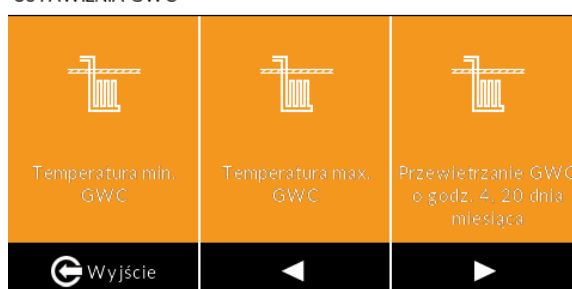 USTAWIENIA GWC
Temperatura min.
GWC
Temperatura max.
GWC
Przewietrzanie GWC
o godz. 4, 20 dnia
miesiąca
Wyjście